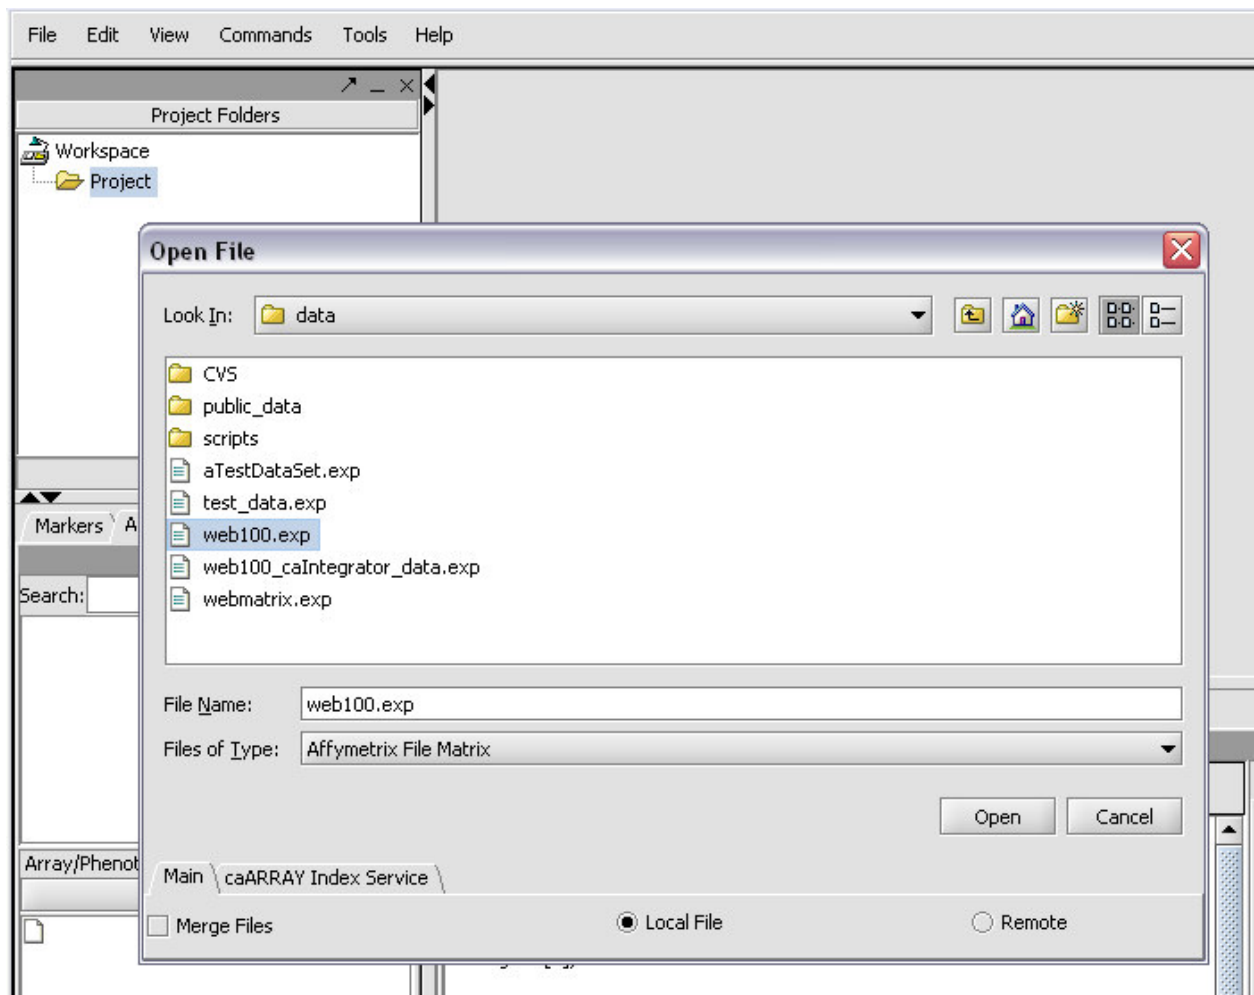 File Edit View Commands Tools Help
Project Folders
Workspace
Project
Open File
Look In: data
CVS
public_data
scripts
aTestDataSet.exp
test_data.exp
web100.exp
web100_caIntegrator_data.exp
webmatrix.exp
Markers A
Search:
File Name: web100.exp
Files of Type: Affymetrix File Matrix
Open Cancel
Array/Phenot
Main caARRAY Index Service
Merge Files Local File Remote